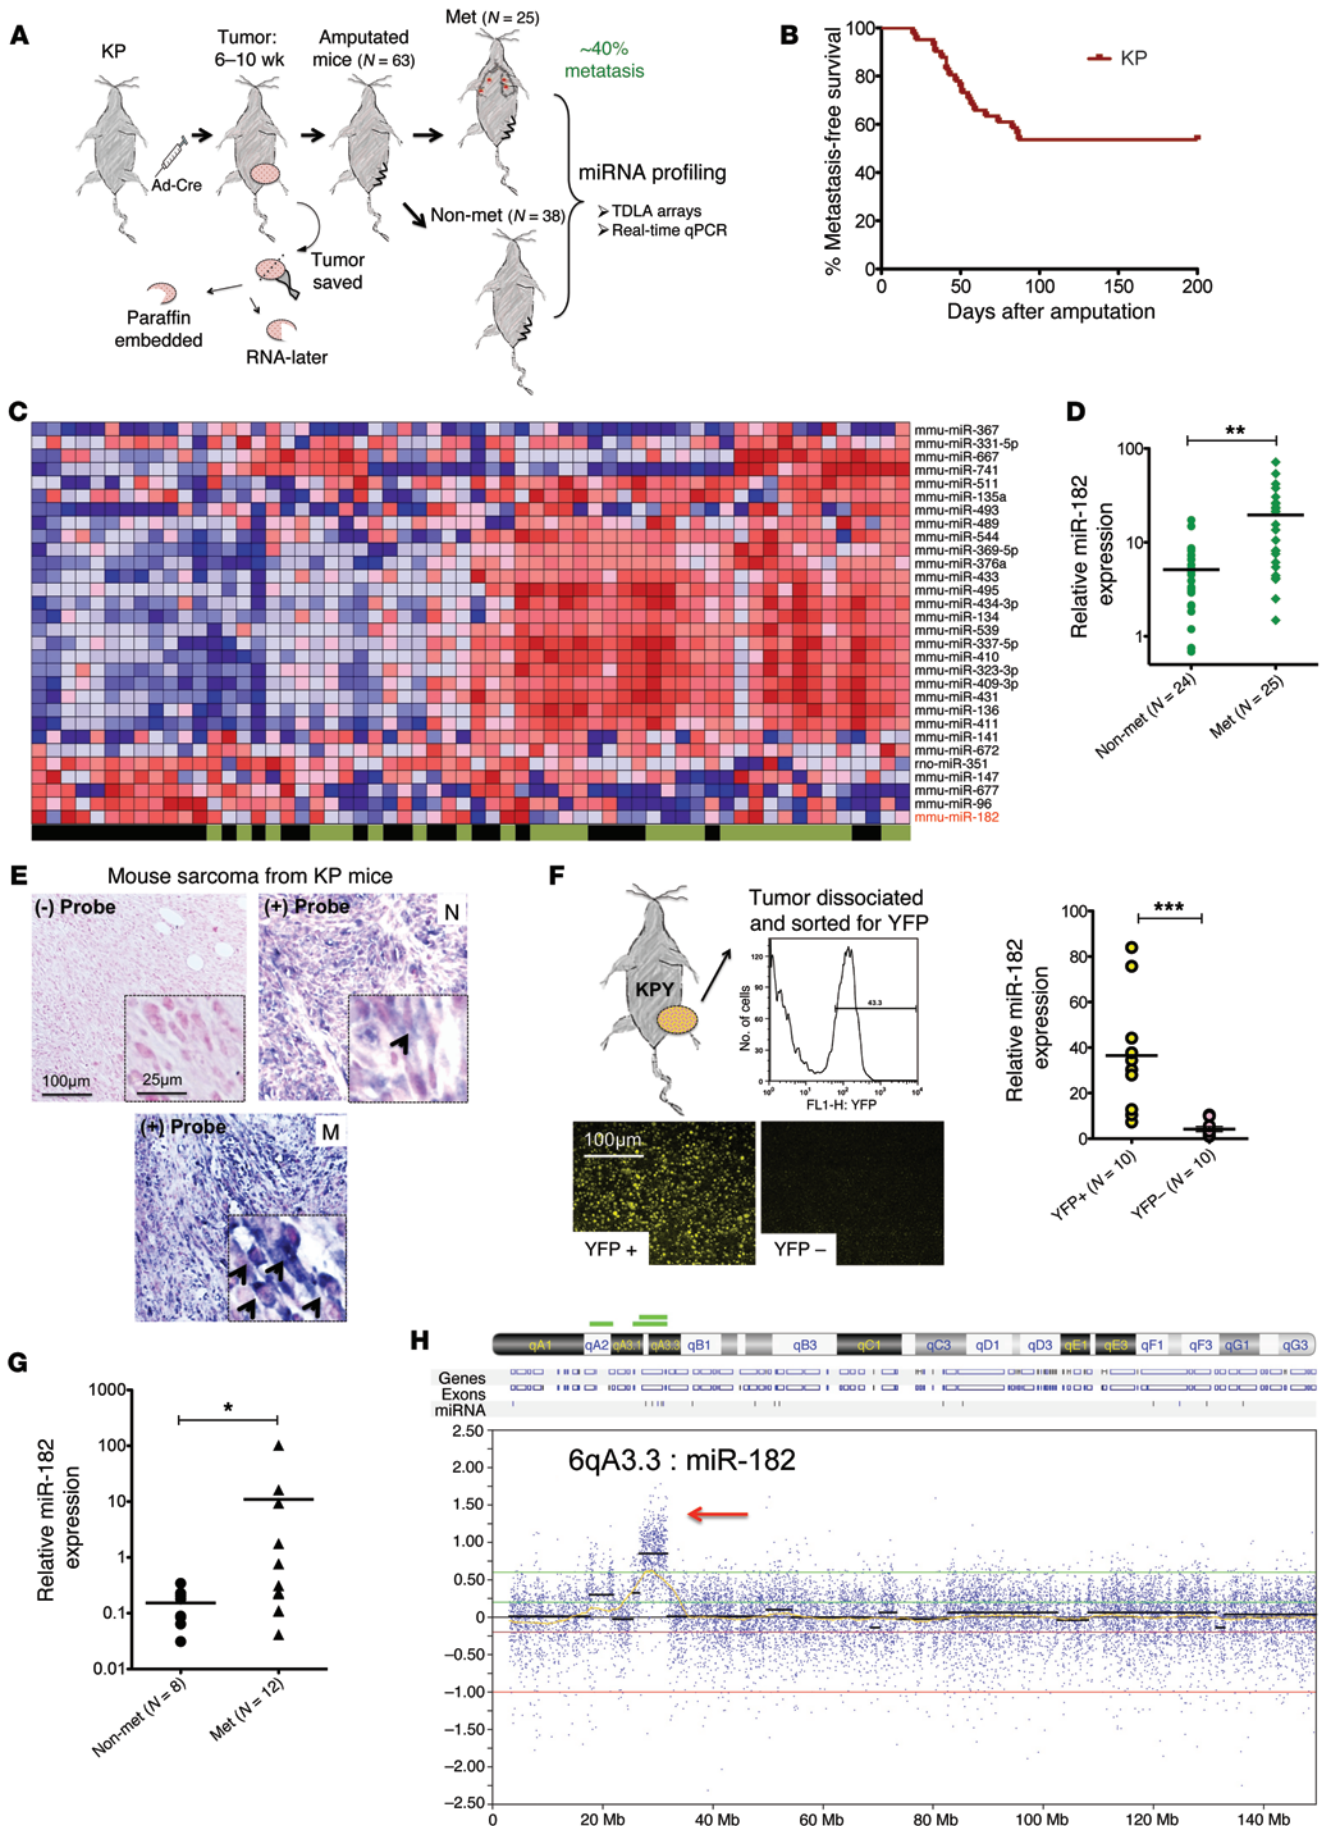 A
KP
Ad-Cre
Tumor:
6–10 wk
Amputated
mice (N = 63)
Met (N = 25)
~40%
metatasis
Non-met (N = 38)
miRNA profiling
➢ TDLA arrays
➢ Real-time qPCR
Tumor
saved
Paraffin
embedded
RNA-later
B
% Metastasis-free survival
100
80
60
40
20
0
KP
0 50 100 150 200
Days after amputation
C
mmu-miR-367
mmu-miR-331-5p
mmu-miR-667
mmu-miR-741
mmu-miR-511
mmu-miR-135a
mmu-miR-493
mmu-miR-489
mmu-miR-544
mmu-miR-369-5p
mmu-miR-376a
mmu-miR-433
mmu-miR-495
mmu-miR-434-3p
mmu-miR-134
mmu-miR-539
mmu-miR-337-5p
mmu-miR-410
mmu-miR-323-3p
mmu-miR-409-3p
mmu-miR-431
mmu-miR-136
mmu-miR-411
mmu-miR-141
mmu-miR-672
rno-miR-351
mmu-miR-147
mmu-miR-677
mmu-miR-96
mmu-miR-182
D
Relative miR-182
expression
100
10
1
**
Non-met (N = 24)
Met (N = 25)
E
Mouse sarcoma from KP mice
(-) Probe
100µm
25µm
(+) Probe
N
(+) Probe
M
F
KPY
Tumor dissociated
and sorted for YFP
No. of cells
120
90
60
30
0
43.3
10⁰ 10¹ 10² 10³ 10⁴
FL1-H: YFP
100µm
YFP +
YFP –
Relative miR-182
expression
100
80
60
40
20
0
***
YFP+ (N = 10)
YFP– (N = 10)
G
Relative miR-182
expression
1000
100
10
1
0.1
0.01
*
Non-met (N = 8)
Met (N = 12)
H
qA1 qA2 qA3.1 qA3.3 qB1 qB3 qC1 qC3 qD1 qD3 qE1 qE3 qF1 qF3 qG1 qG3
Genes
Exons
miRNA
6qA3.3 : miR-182
2.50
2.00
1.50
1.00
0.50
0
−0.50
−1.00
−1.50
−2.00
−2.50
0 20 Mb 40 Mb 60 Mb 80 Mb 100 Mb 120 Mb 140 Mb